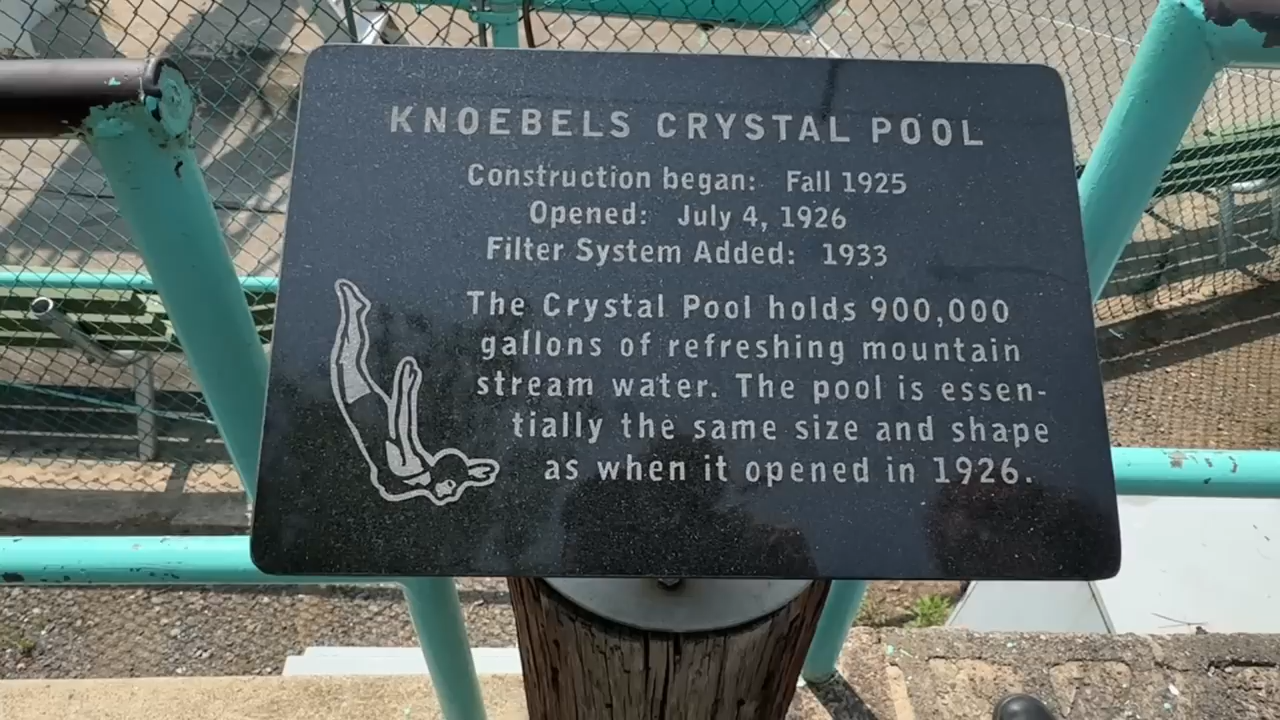 KNOEBELS CRYSTAL POOL
Construction began: Fall 1925
Opened: July 4, 1926
Filter System Added: 1933
The Crystal Pool holds 900,000
gallons of refreshing mountain
stream water. The pool is essen-
tially the same size and shape
as when it opened in 1926.